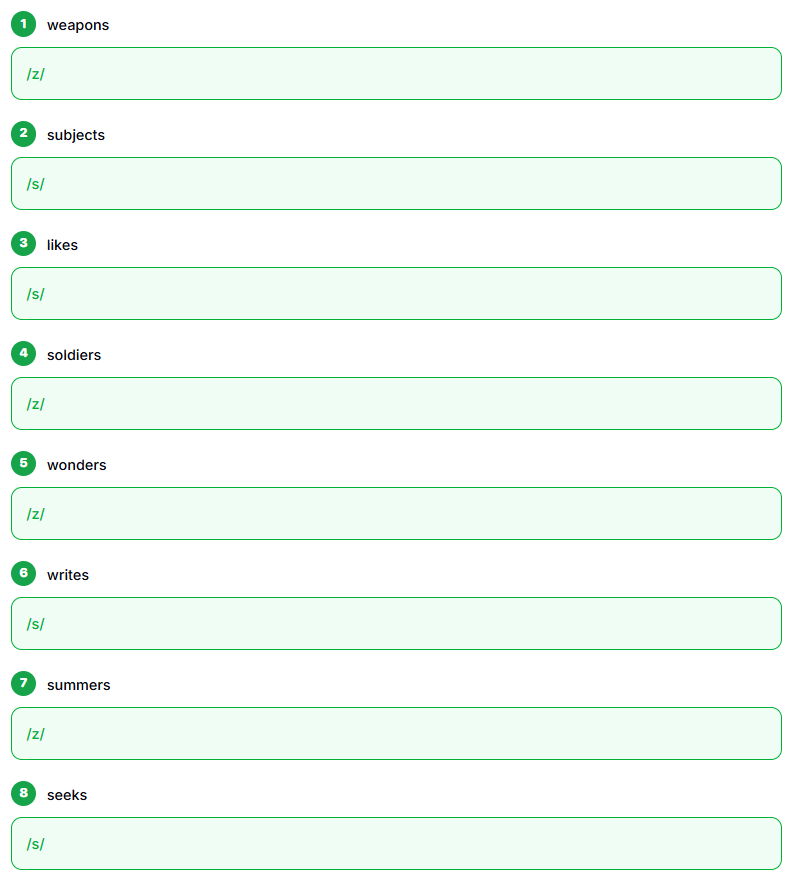 1 weapons
/z/
2 subjects
/s/
3 likes
/s/
4 soldiers
/z/
5 wonders
/z/
6 writes
/s/
7 summers
/z/
8 seeks
/s/